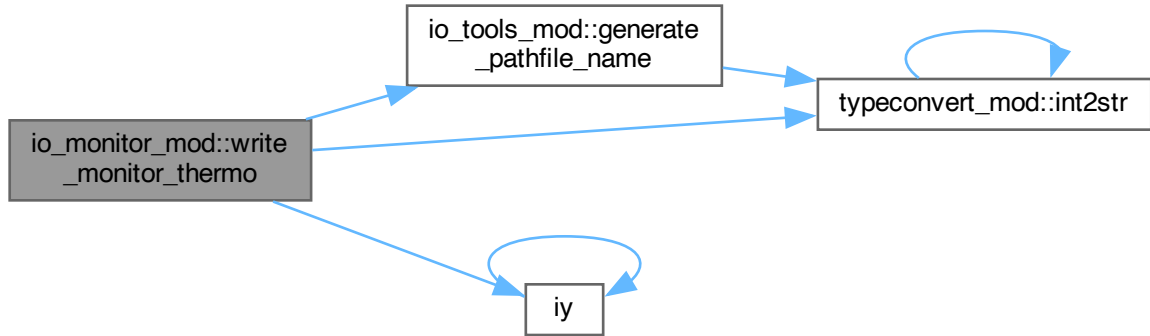 io_tools_mod::generate
_pathfile_name
typeconvert_mod::int2str
io_monitor_mod::write
_monitor_thermo
iy